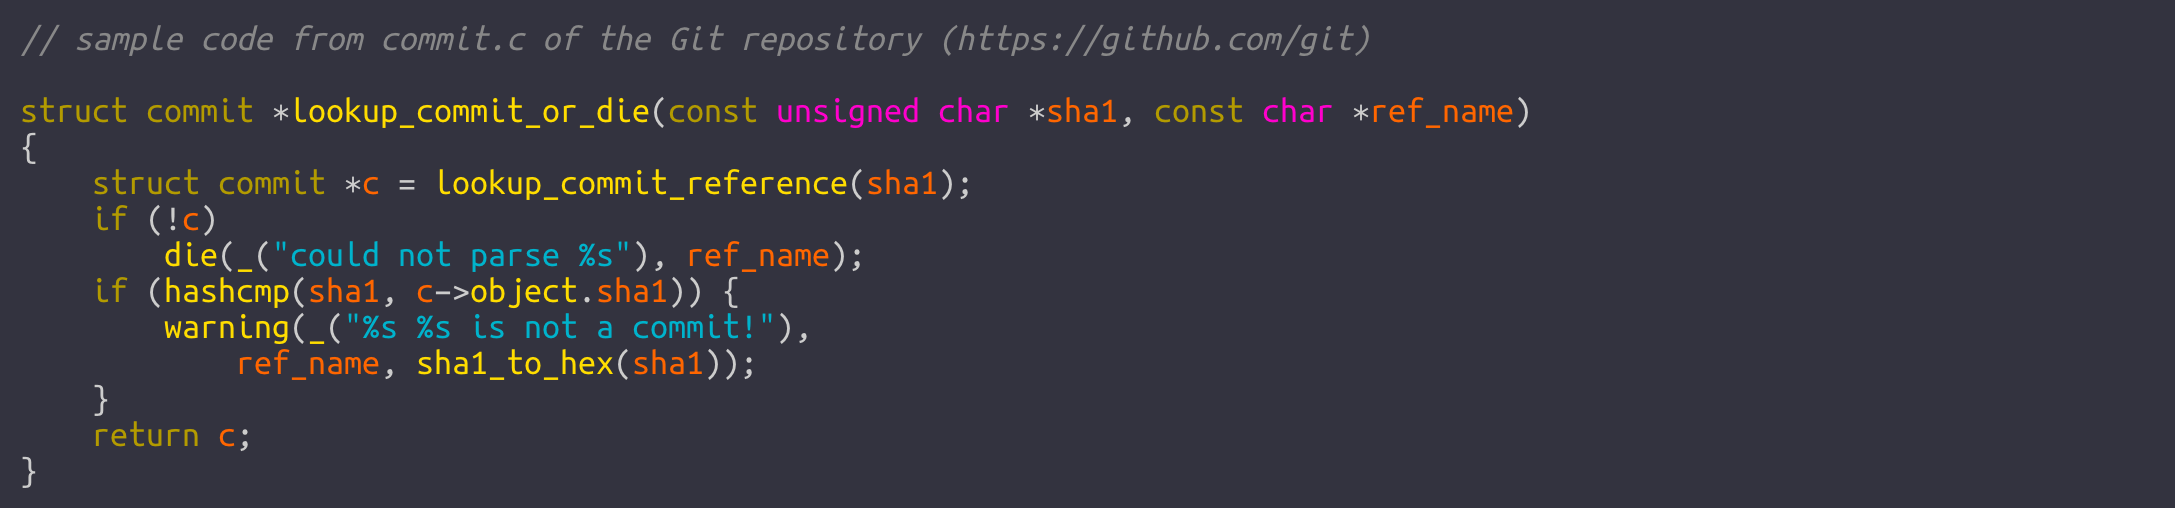 // sample code from commit.c of the Git repository (https://github.com/git)

struct commit *lookup_commit_or_die(const unsigned char *sha1, const char *ref_name)
{
    struct commit *c = lookup_commit_reference(sha1);
    if (!c)
        die(_("could not parse %s"), ref_name);
    if (hashcmp(sha1, c->object.sha1)) {
        warning(_("%s %s is not a commit!"),
            ref_name, sha1_to_hex(sha1));
    }
    return c;
}